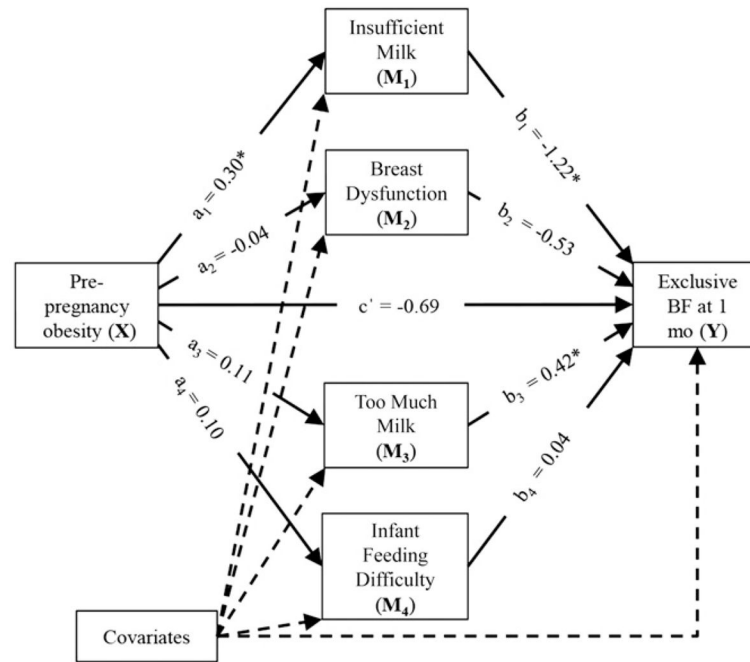 Insufficient
Milk
(M₁)
a₁ = 0.30*
b₁ = -1.22*
Breast
Dysfunction
(M₂)
a₂ = -0.04
b₂ = -0.53
Pre-
pregnancy
obesity (X)
c' = -0.69
Exclusive
BF at 1
mo (Y)
a₃ = 0.11
b₃ = 0.42*
Too Much
Milk
(M₃)
a₄ = 0.10
b₄ = 0.04
Infant
Feeding
Difficulty
(M₄)
Covariates